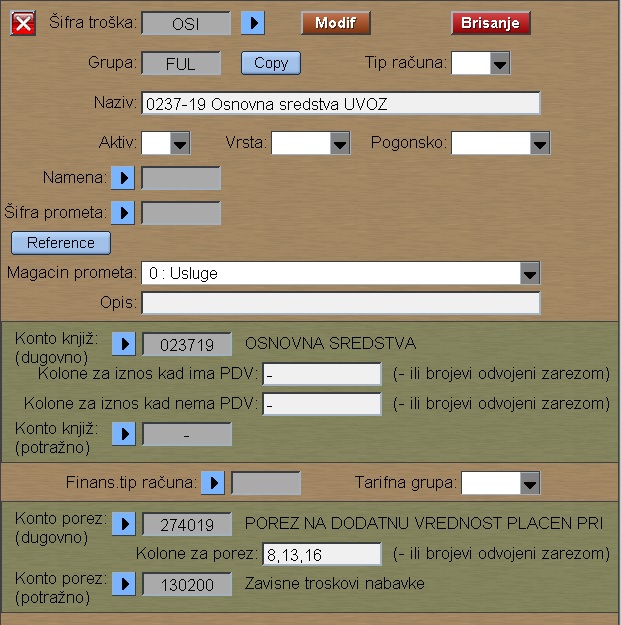 Šifra troška: OSI Modif Brisanje
Grupa: FUL Copy Tip računa:
Naziv: 0237-19 Osnovna sredstva UVOZ
Aktiv: Vrsta: Pogonsko:
Namena:
Šifra prometa:
Reference
Magacin prometa: 0 : Usluge
Opis:
Konto knjiž: 023719 OSNOVNA SREDSTVA
(dugovno)
Kolone za iznos kad ima PDV: - (- ili brojevi odvojeni zarezom)
Kolone za iznos kad nema PDV: - (- ili brojevi odvojeni zarezom)
Konto knjiž: -
(potražno)
Finans.tip računa: Tarifna grupa:
Konto porez: 274019 POREZ NA DODATNU VREDNOST PLACEN PRI
(dugovno)
Kolone za porez: 8,13,16 (- ili brojevi odvojeni zarezom)
Konto porez: 130200 Zavisne troskovi nabavke
(potražno)